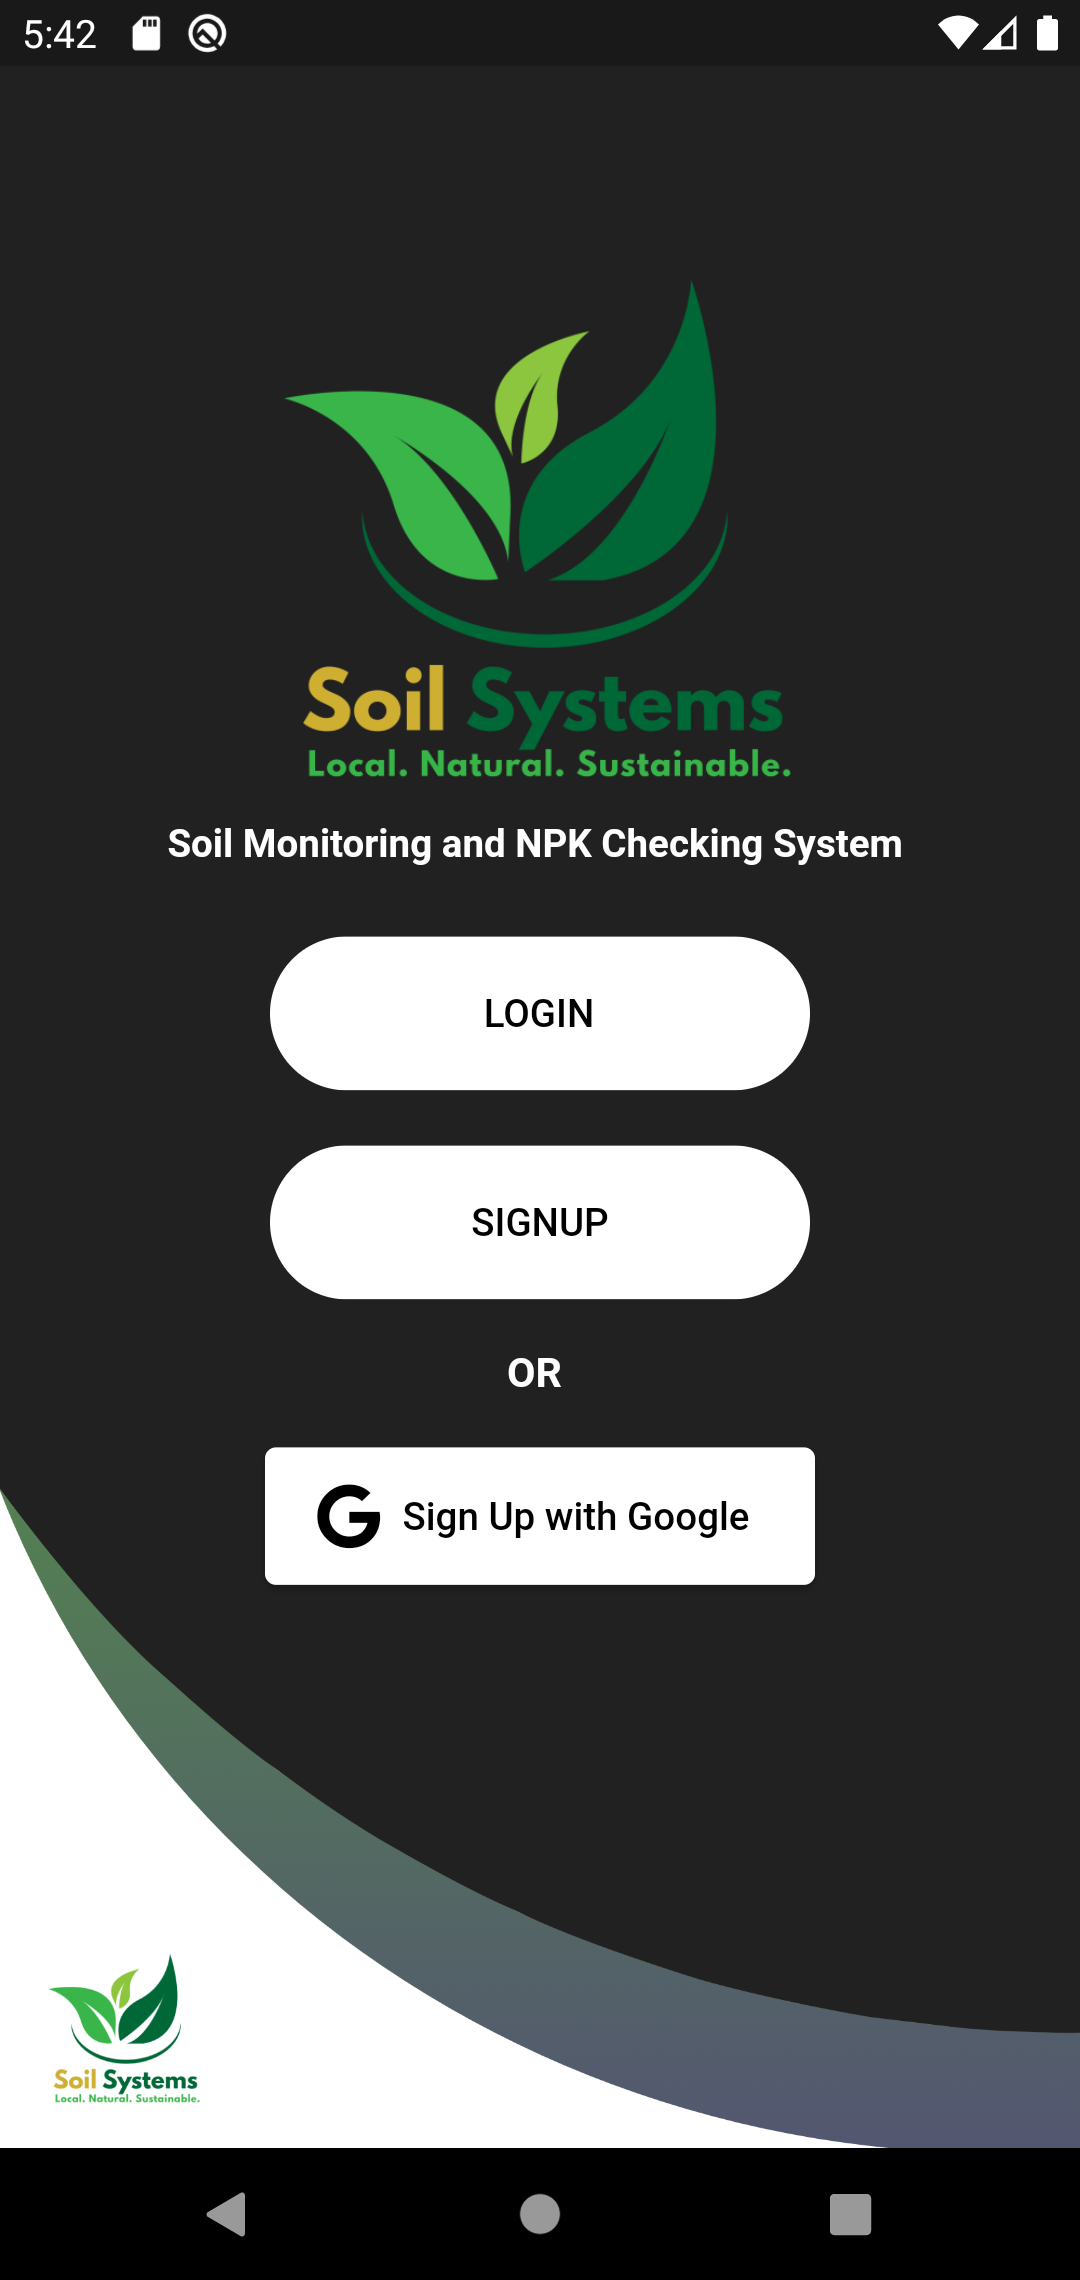 5:42
Soil Systems
Local. Natural. Sustainable.
Soil Monitoring and NPK Checking System
LOGIN
SIGNUP
OR
Sign Up with Google
Soil Systems
Local. Natural. Sustainable.